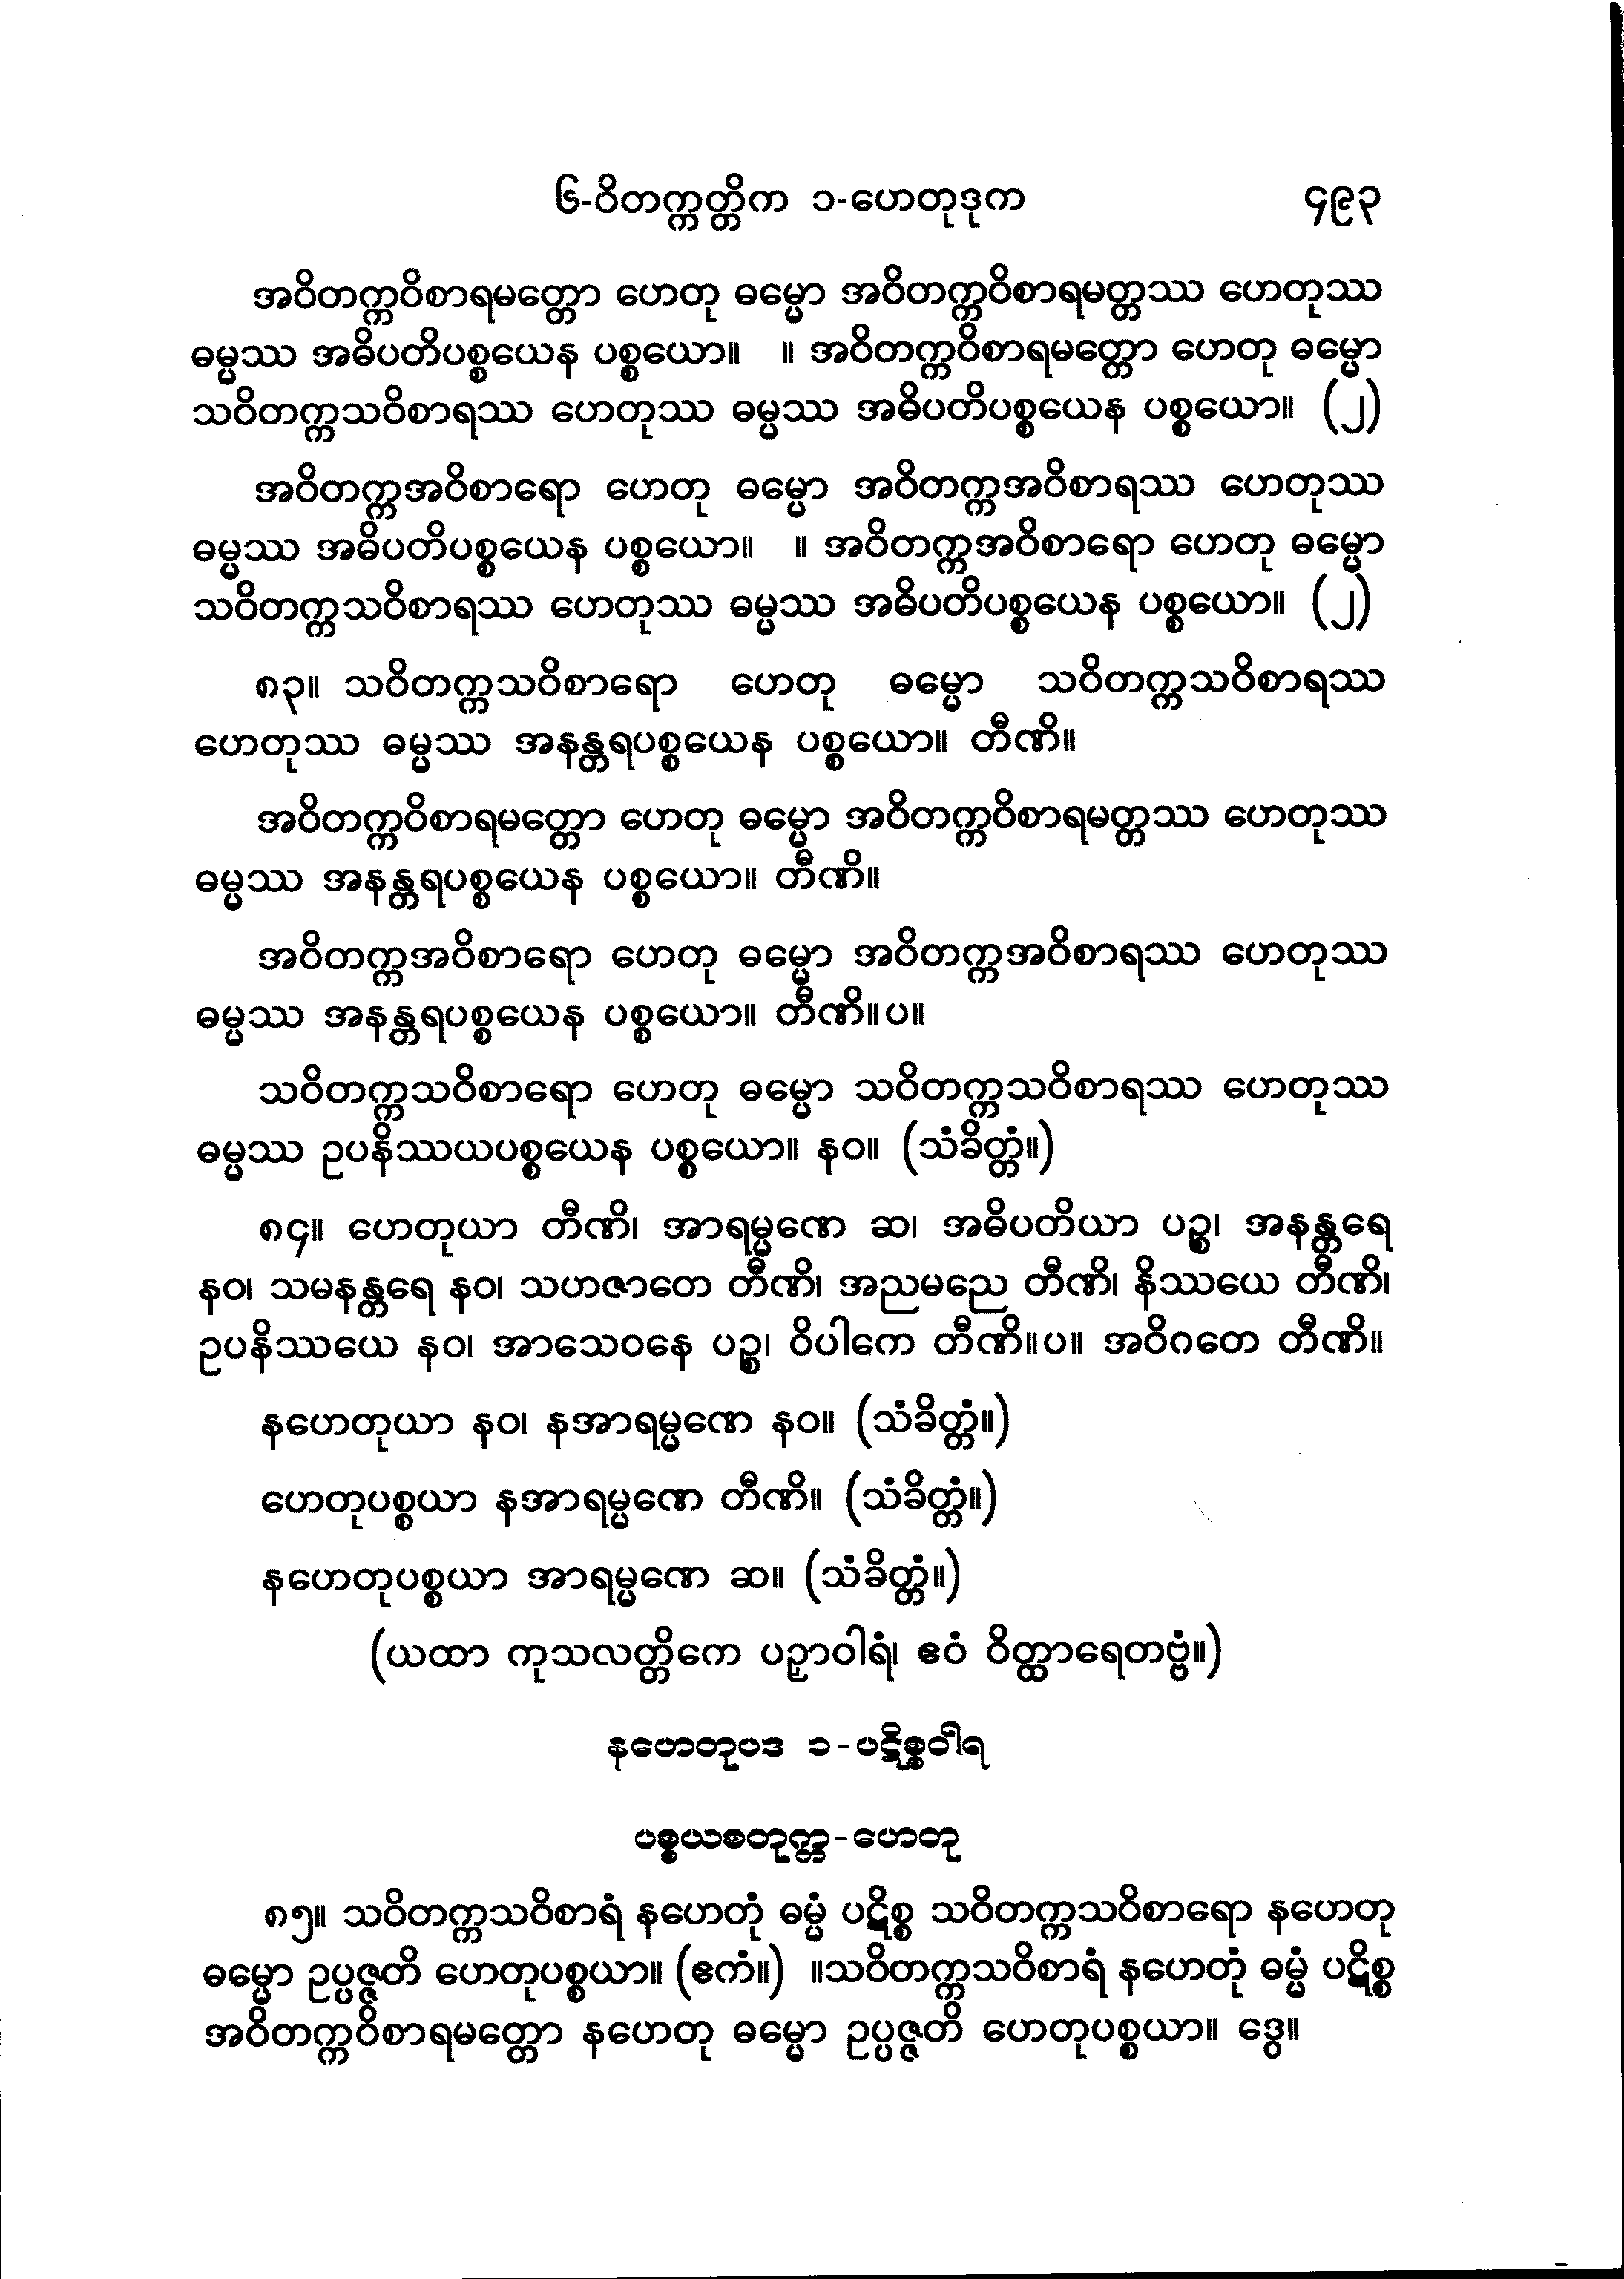 ၆-ဝိတက္ကတ္တိက ၁-ဟေတုဒုက ၄၉၃
အဝိတက္ကဝိစာရမတ္တော ဟေတု ဓမ္မော အဝိတက္ကဝိစာရမတ္တဿ ဟေတုဿ
ဓမ္မဿ အဓိပတိပစ္စယေန ပစ္စယော။ ။ အဝိတက္ကဝိစာရမတ္တော ဟေတု ဓမ္မော
သဝိတက္ကသဝိစာရဿ ဟေတုဿ ဓမ္မဿ အဓိပတိပစ္စယေန ပစ္စယော။ (၂)
အဝိတက္ကအဝိစာရော ဟေတု ဓမ္မော အဝိတက္ကအဝိစာရဿ ဟေတုဿ
ဓမ္မဿ အဓိပတိပစ္စယေန ပစ္စယော။ ။ အဝိတက္ကအဝိစာရော ဟေတု ဓမ္မော
သဝိတက္ကသဝိစာရဿ ဟေတုဿ ဓမ္မဿ အဓိပတိပစ္စယေန ပစ္စယော။ (၂)
၈၃။ သဝိတက္ကသဝိစာရော ဟေတု ဓမ္မော သဝိတက္ကသဝိစာရဿ
ဟေတုဿ ဓမ္မဿ အနန္တရပစ္စယေန ပစ္စယော။ တီဏိ။
အဝိတက္ကဝိစာရမတ္တော ဟေတု ဓမ္မော အဝိတက္ကဝိစာရမတ္တဿ ဟေတုဿ
ဓမ္မဿ အနန္တရပစ္စယေန ပစ္စယော။ တီဏိ။
အဝိတက္ကအဝိစာရော ဟေတု ဓမ္မော အဝိတက္ကအဝိစာရဿ ဟေတုဿ
ဓမ္မဿ အနန္တရပစ္စယေန ပစ္စယော။ တီဏိ။ပ။
သဝိတက္ကသဝိစာရော ဟေတု ဓမ္မော သဝိတက္ကသဝိစာရဿ ဟေတုဿ
ဓမ္မဿ ဥပနိဿယပစ္စယေန ပစ္စယော။ နဝ။ (သံခိတ္တံ။)
၈၄။ ဟေတုယာ တီဏိ၊ အာရမ္မဏေ ဆ၊ အဓိပတိယာ ပဉ္စ၊ အနန္တရေ
နဝ၊ သမနန္တရေ နဝ၊ သဟဇာတေ တီဏိ၊ အညမညေ တီဏိ၊ နိဿယေ တီဏိ၊
ဥပနိဿယေ နဝ၊ အာသေဝနေ ပဉ္စ၊ ဝိပါကေ တီဏိ။ပ။ အဝိဂတေ တီဏိ။
နဟေတုယာ နဝ၊ နအာရမ္မဏေ နဝ။ (သံခိတ္တံ။)
ဟေတုပစ္စယာ နအာရမ္မဏေ တီဏိ။ (သံခိတ္တံ။)
နဟေတုပစ္စယာ အာရမ္မဏေ ဆ။ (သံခိတ္တံ။)
(ယထာ ကုသလတ္တိကေ ပဉှာဝါရံ၊ ဧဝံ ဝိတ္ထာရေတဗ္ဗံ။)
နဟေတုပဒ ၁-ပဋိစ္စဝါရ
ပစ္စယစတုက္က-ဟေတု
၈၅။ သဝိတက္ကသဝိစာရံ နဟေတုံ ဓမ္မံ ပဋိစ္စ သဝိတက္ကသဝိစာရော နဟေတု
ဓမ္မော ဥပ္ပဇ္ဇတိ ဟေတုပစ္စယာ။ (ဧကံ။) ။သဝိတက္ကသဝိစာရံ နဟေတုံ ဓမ္မံ ပဋိစ္စ
အဝိတက္ကဝိစာရမတ္တော နဟေတု ဓမ္မော ဥပ္ပဇ္ဇတိ ဟေတုပစ္စယာ။ ဒွေ။